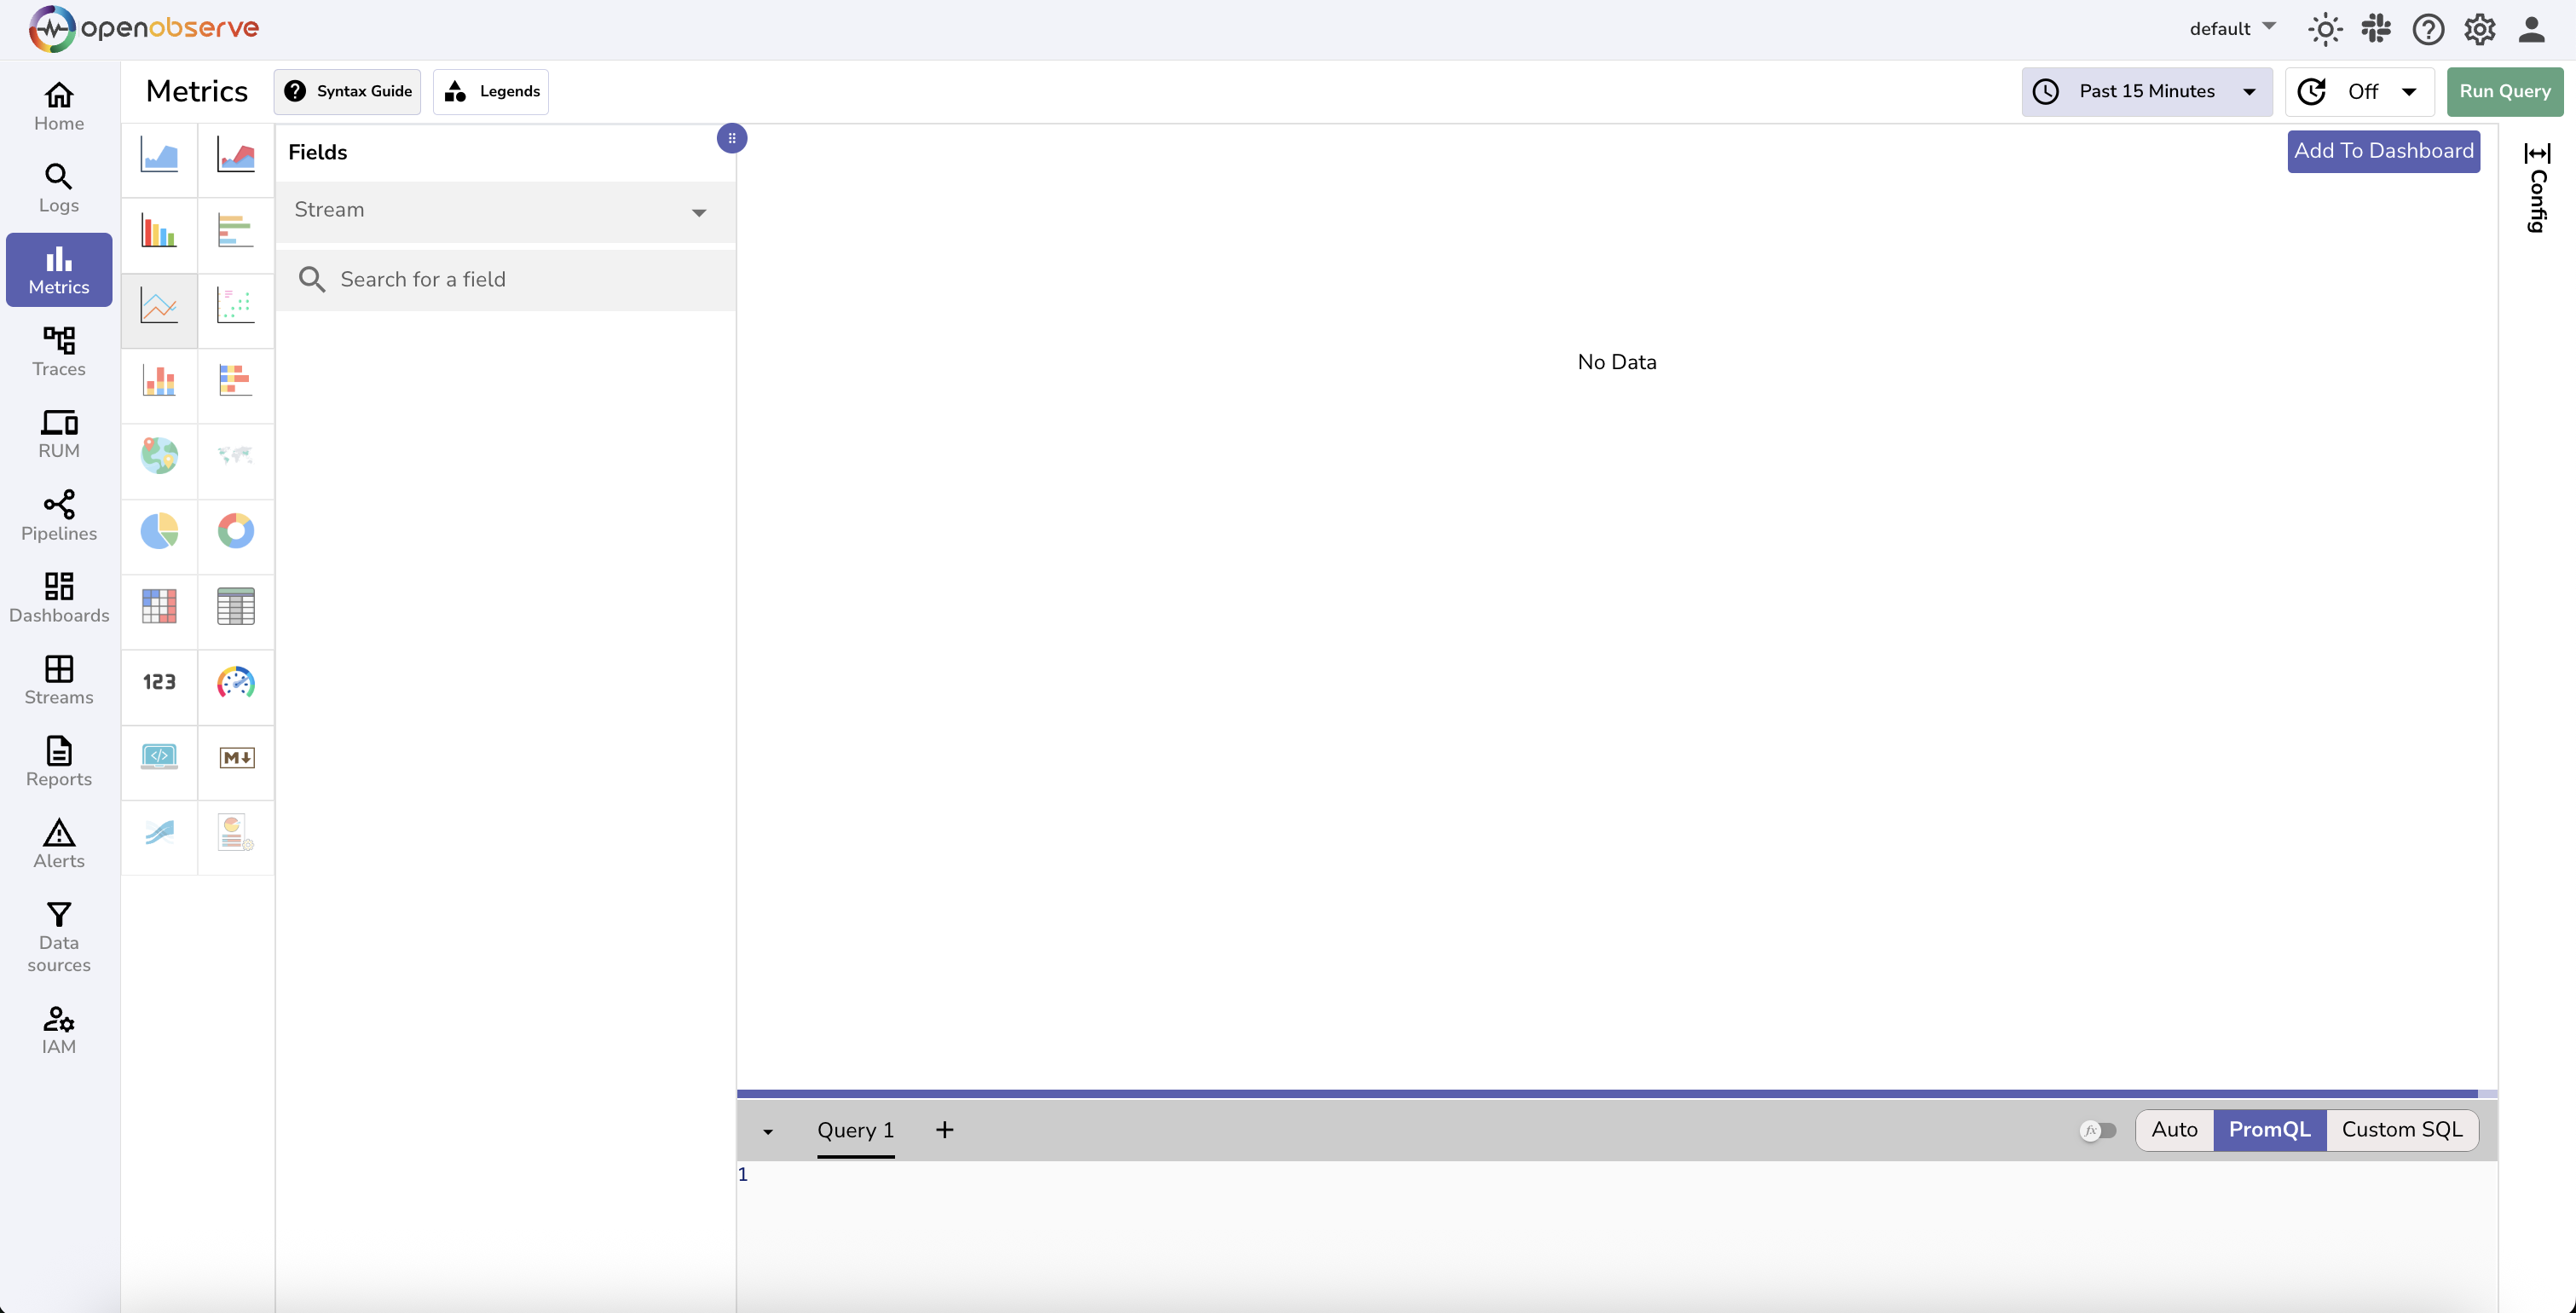 openobserve
default
Metrics
Syntax Guide
Legends
Past 15 Minutes
Off
Run Query
Home
Logs
Metrics
Traces
RUM
Pipelines
Dashboards
Streams
Reports
Alerts
Data
sources
IAM
123
</>
M
Fields
Stream
Search for a field
Add To Dashboard
Config
No Data
Query 1
+
fx
Auto
PromQL
Custom SQL
1